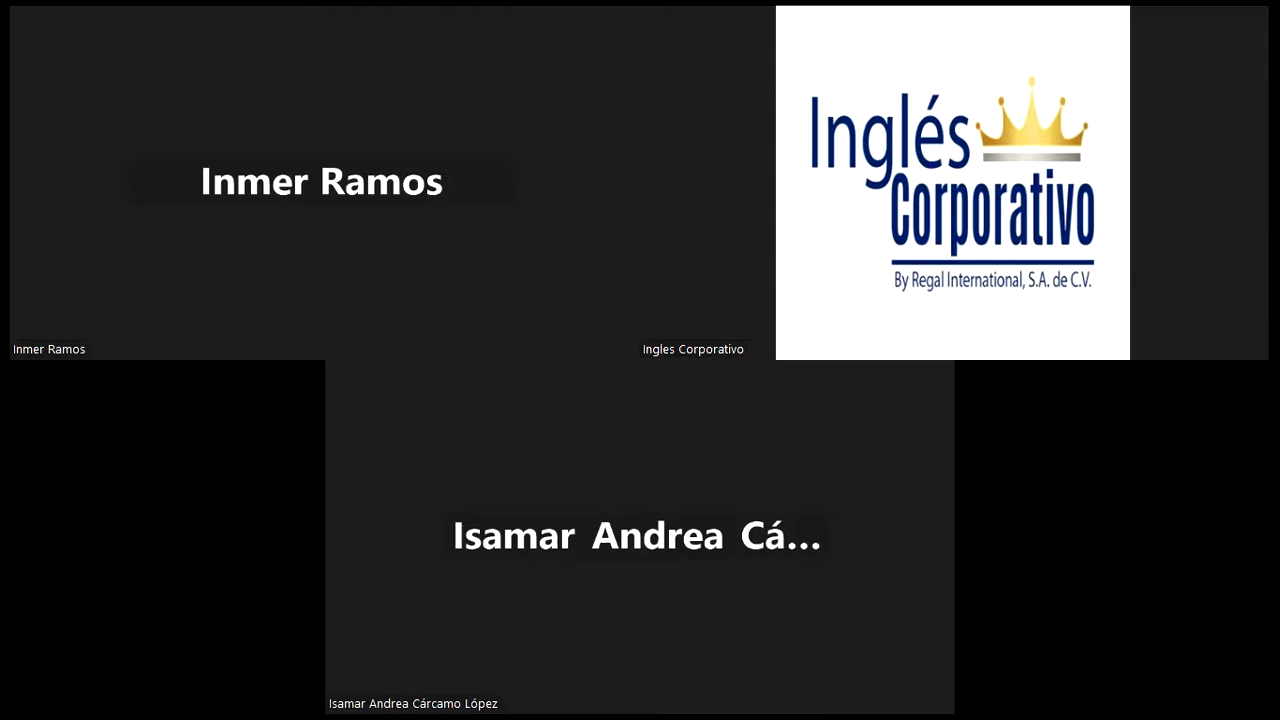 Inmer Ramos
Inmer Ramos
Inglés
Corporativo
By Regal International, S.A. de C.V.
Ingles Corporativo
Isamar Andrea Cá...
Isamar Andrea Cárcamo López